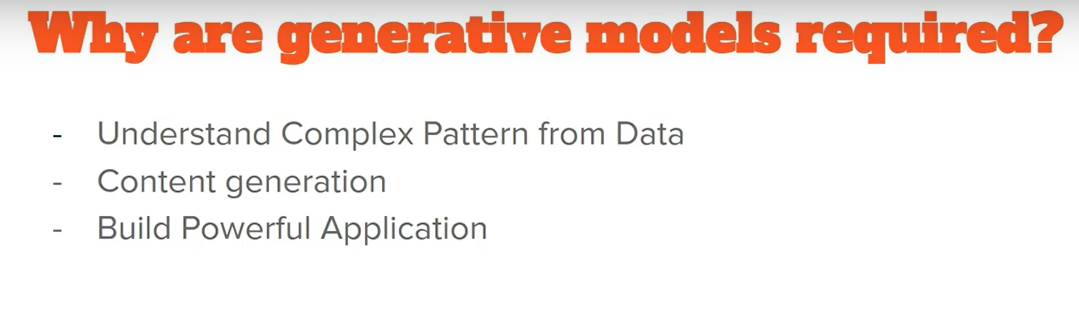 Why are generative models required?
- Understand Complex Pattern from Data
- Content generation
- Build Powerful Application